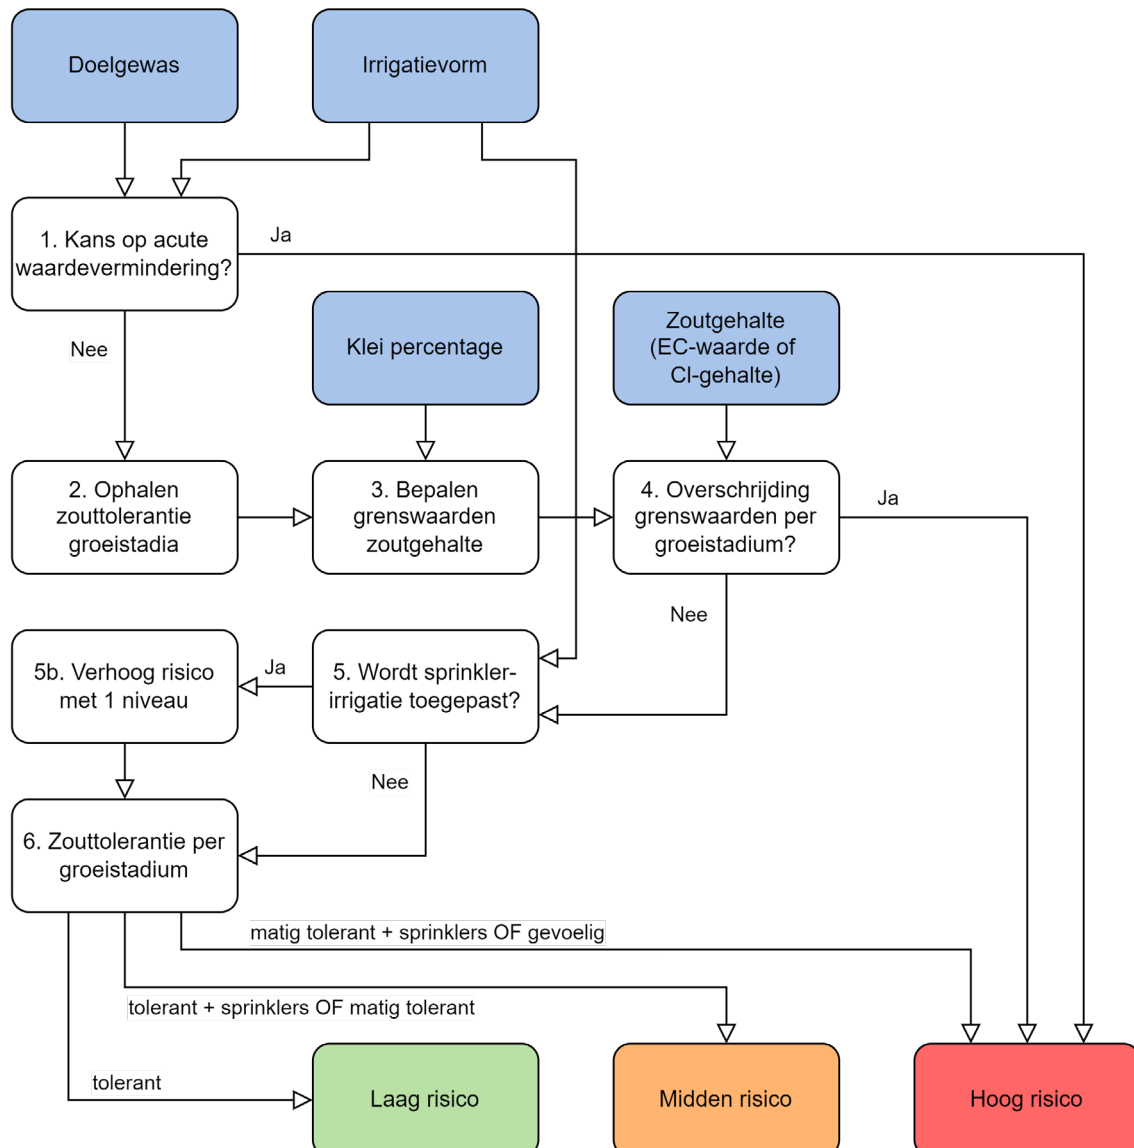 Doelgewas
Irrigatievorm
1. Kans op acute
waardevermindering?
Ja
Nee
Klei percentage
Zoutgehalte
(EC-waarde of
Cl-gehalte)
2. Ophalen
zouttolerantie
groeistadia
3. Bepalen
grenswaarden
zoutgehalte
4. Overschrijding
grenswaarden per
groeistadium?
Ja
Nee
5. Wordt sprinkler-
irrigatie toegepast?
Ja
5b. Verhoog risico
met 1 niveau
Nee
6. Zouttolerantie per
groeistadium
matig tolerant + sprinklers OF gevoelig
tolerant + sprinklers OF matig tolerant
tolerant
Laag risico
Midden risico
Hoog risico